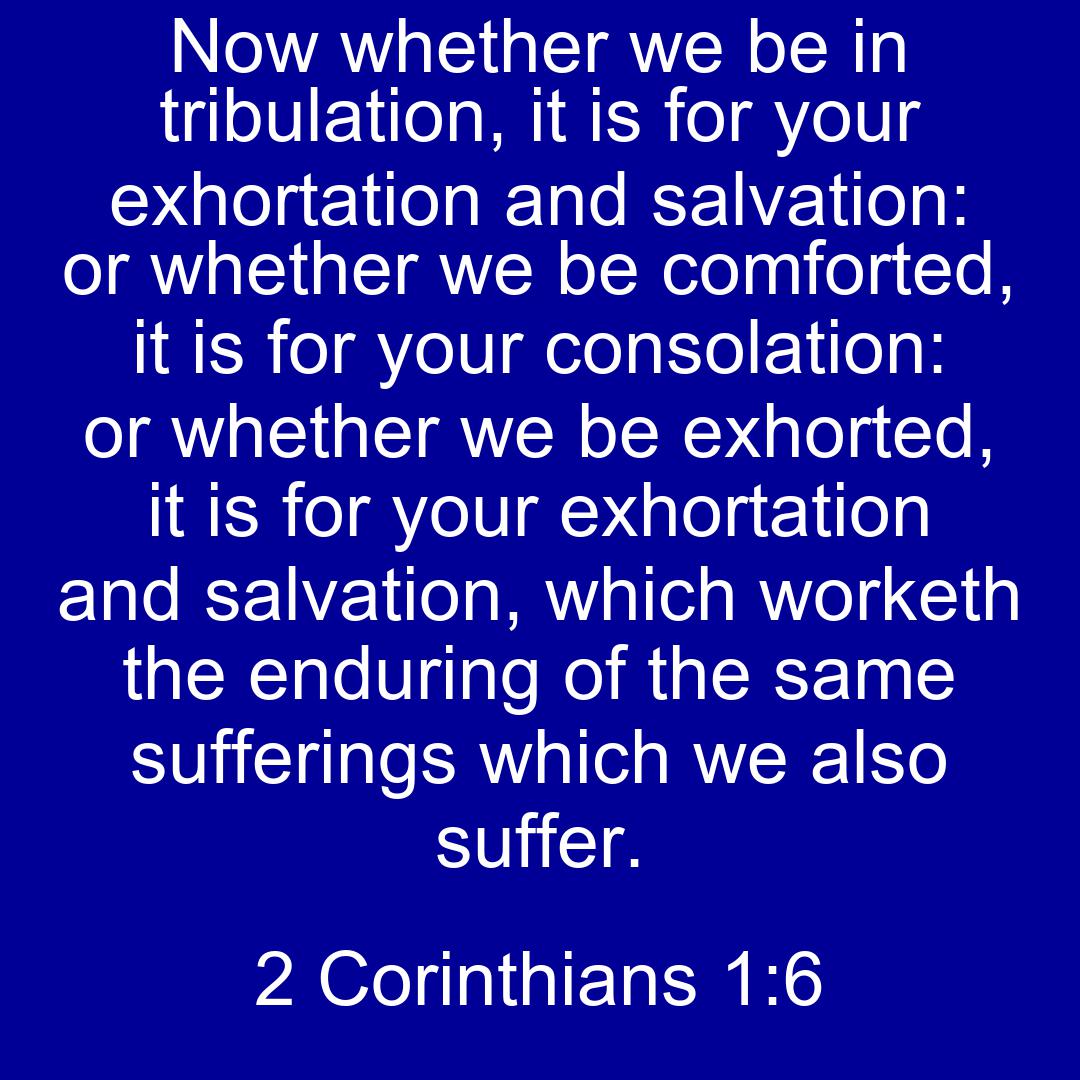 Now whether we be in
tribulation, it is for your
exhortation and salvation:
or whether we be comforted,
it is for your consolation:
or whether we be exhorted,
it is for your exhortation
and salvation, which worketh
the enduring of the same
sufferings which we also
suffer.
2 Corinthians 1:6